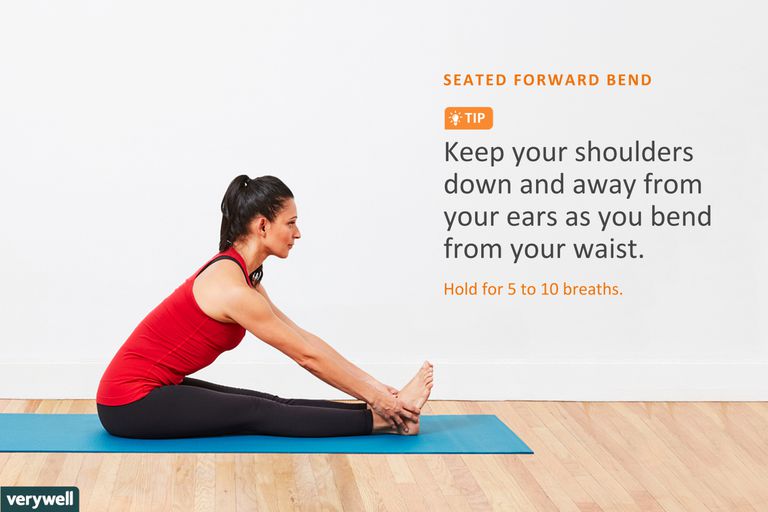 SEATED FORWARD BEND
TIP
Keep your shoulders
down and away from
your ears as you bend
from your waist.
Hold for 5 to 10 breaths.
verywell